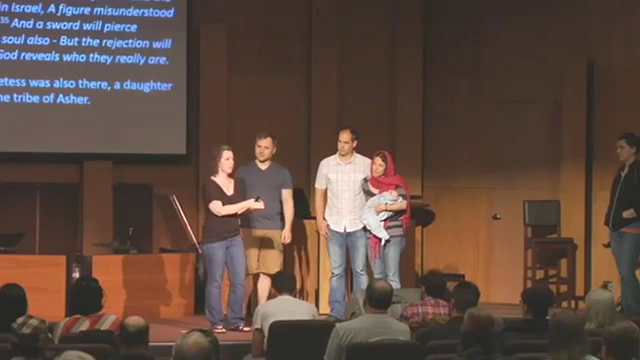 in Israel, A figure misunderstood
35 And a sword will pierce
soul also - But the rejection will
God reveals who they really are.
etess was also there, a daughter
he tribe of Asher.